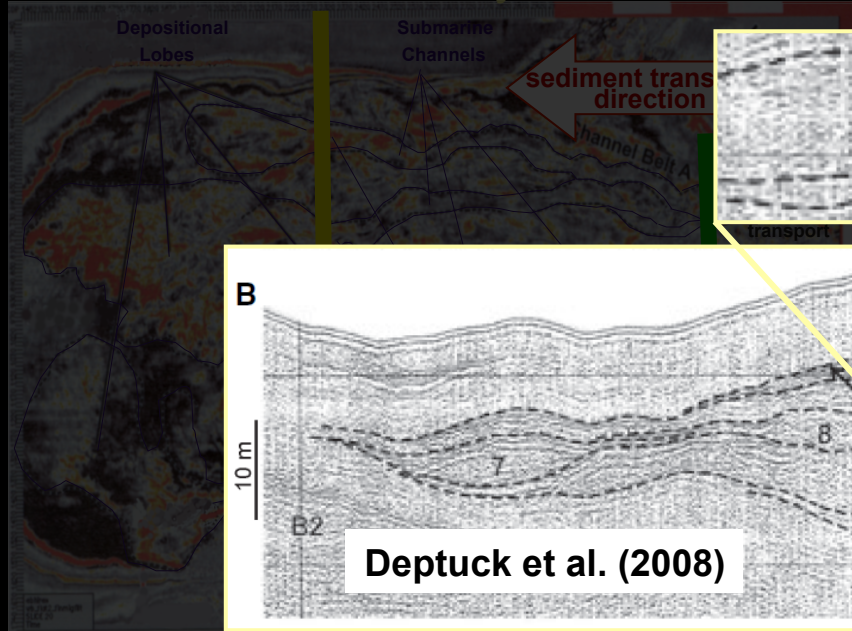 Depositional
Lobes
Submarine
Channels
sediment trans
direction
Channel Belt A
transport
B
10 m
7
8
B2
Deptuck et al. (2008)